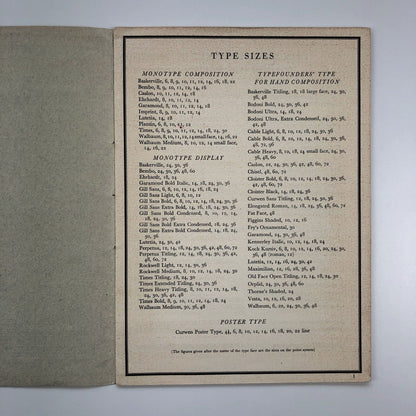 TYPE SIZES
MONOTYPE COMPOSITION
Baskerville, 6, 8, 9, 10, 11, 12, 14, 16, 18, 22
Bembo, 8, 9, 10, 11, 12, 14, 16
Caslon, 10, 11, 12, 14, 18
Ehrhardt, 8, 10, 11, 12, 14
Garamond, 8, 10, 11, 12, 14, 18
Imprint, 8, 9, 10, 11, 12
Lutetia, 14, 18
Plantin, 6, 8, 10, 12
Times, 6, 8, 9, 10, 11, 12, 14, 18, 24, 30
Walbaum, 8, 10, 11, 12, 14 small face,
14, 16, 22
Walbaum Medium, 8, 10, 12, 14 small face,
14, 16, 22
MONOTYPE DISPLAY
Baskerville, 24, 30, 36
Bembo, 24, 30, 36, 48, 60
Ehrhardt, 18, 24
Garamond Bold Italic, 14, 18, 24, 30, 36
Gill Sans, 6, 8, 10, 12, 14, 16, 18, 24
Gill Sans Light, 6, 8, 10, 12
Gill Sans Bold, 6, 8, 10, 12, 14, 18, 24
Gill Sans Extra Bold, 14, 18, 24, 30, 36
Gill Sans Bold Condensed, 8, 10, 12,
14, 18, 24, 30, 36
Gill Sans Bold Extra Condensed, 18, 24, 36
Gill Sans Extra Bold Condensed, 14, 18, 24,
30, 36
Lutetia, 24, 30, 42
Perpetua, 12, 14, 18, 24, 30, 36, 42, 48, 60, 72
Perpetua Titling, 12, 14, 18, 24, 30, 36, 42,
48, 60, 72
Rockwell Light, 12, 14, 30, 36
Rockwell Medium, 8, 10, 12, 14, 18, 24, 30
Times Titling, 18, 24, 30
Times Extended Titling, 24, 30, 36
Times Heavy Titling, 8, 10, 11, 12, 14, 18,
24, 30, 36, 42, 48
Times Bold, 8, 9, 10, 11, 12, 14, 18, 24
Walbaum Medium, 30, 36, 48
TYPEFOUNDERS' TYPE
FOR HAND COMPOSITION
Baskerville Titling, 18, 18 large face, 24, 30,
36, 48
Bodoni Bold, 24, 30, 36, 42
Bodoni Ultra, 14, 18, 24
Bodoni Ultra, Extra Condensed, 24, 30, 36,
48
Cable Light, 6, 8, 10, 12, 18, 24, 30, 36
Cable Bold, 6, 8, 10, 12, 14, 18, 24, 30, 36,
48, 60, 72
Cable Heavy, 8, 10, 18, 24 small face, 24, 30,
36, 48, 60
Caslon, 22, 24, 30, 36, 42, 48, 60, 72
Chisel, 48, 60, 72
Cloister Bold, 6, 8, 10, 12, 14, 18, 24, 30, 36,
42, 48, 60, 72
Cloister Black, 14, 18, 24, 36
Curwen Sans Titling, 12, 18, 24, 30, 36
Elongated Roman, 12, 18, 24, 36, 48, 60, 72
Fat Face, 48
Figgins Shaded, 10, 12, 16
Fry's Ornamental, 30
Garamond, 24, 30, 36, 48
Kennerley Italic, 10, 14, 18, 24
Koch Kursiv, 6, 8, 10, 12, 14, 16, 20, 24, 30,
36, 48 (roman, 12)
Lutetia, 12, 14, 16, 24, 30, 42
Maximilian, 12, 16, 28, 36, 48
Old Face Open Titling, 12, 14, 18, 24, 30
Orplid, 24, 30, 36, 48, 60
Thorne's Shaded, 24
Vesta, 10, 12, 16, 20, 28
Walbaum, 6, 20, 24, 30, 36, 48
POSTER TYPE
Curwen Poster Type, 4½, 6, 8, 10, 12, 14, 16, 18, 20, 22 line
(The figures given after the name of the type face are the sizes on the point system)